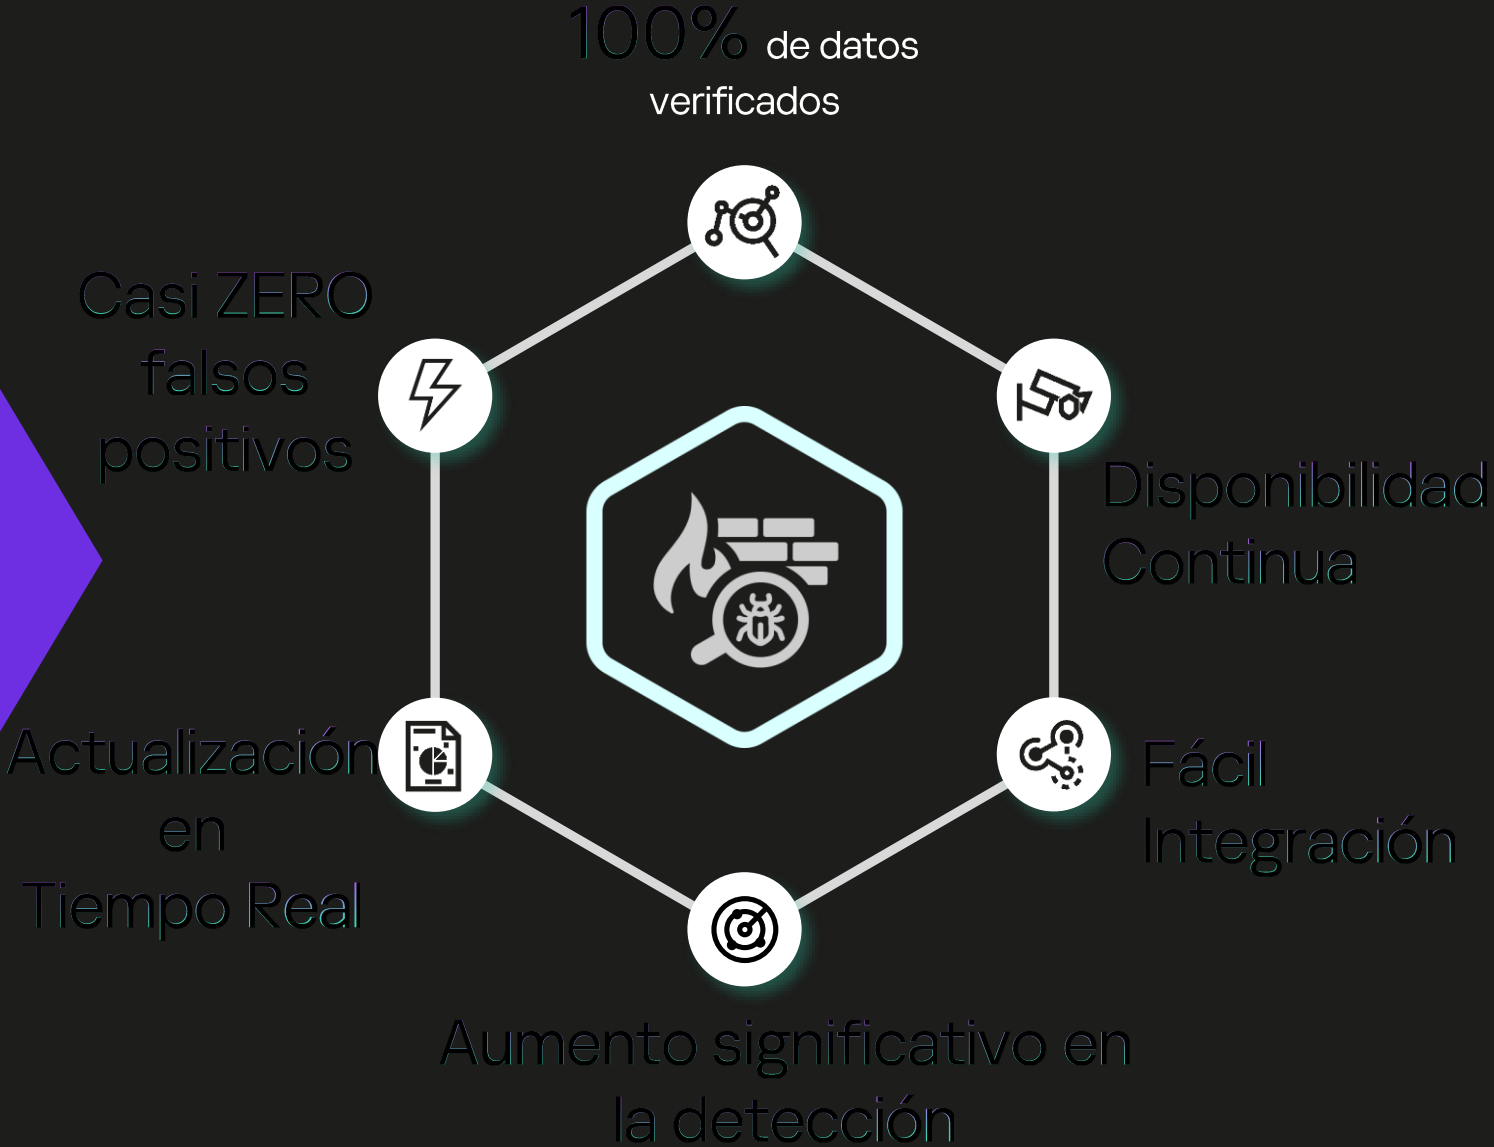 100% de datos
verificados
Casi ZERO
falsos
positivos
Disponibilidad
Continua
Actualización
en
Tiempo Real
Fácil
Integración
Aumento significativo en
la detección